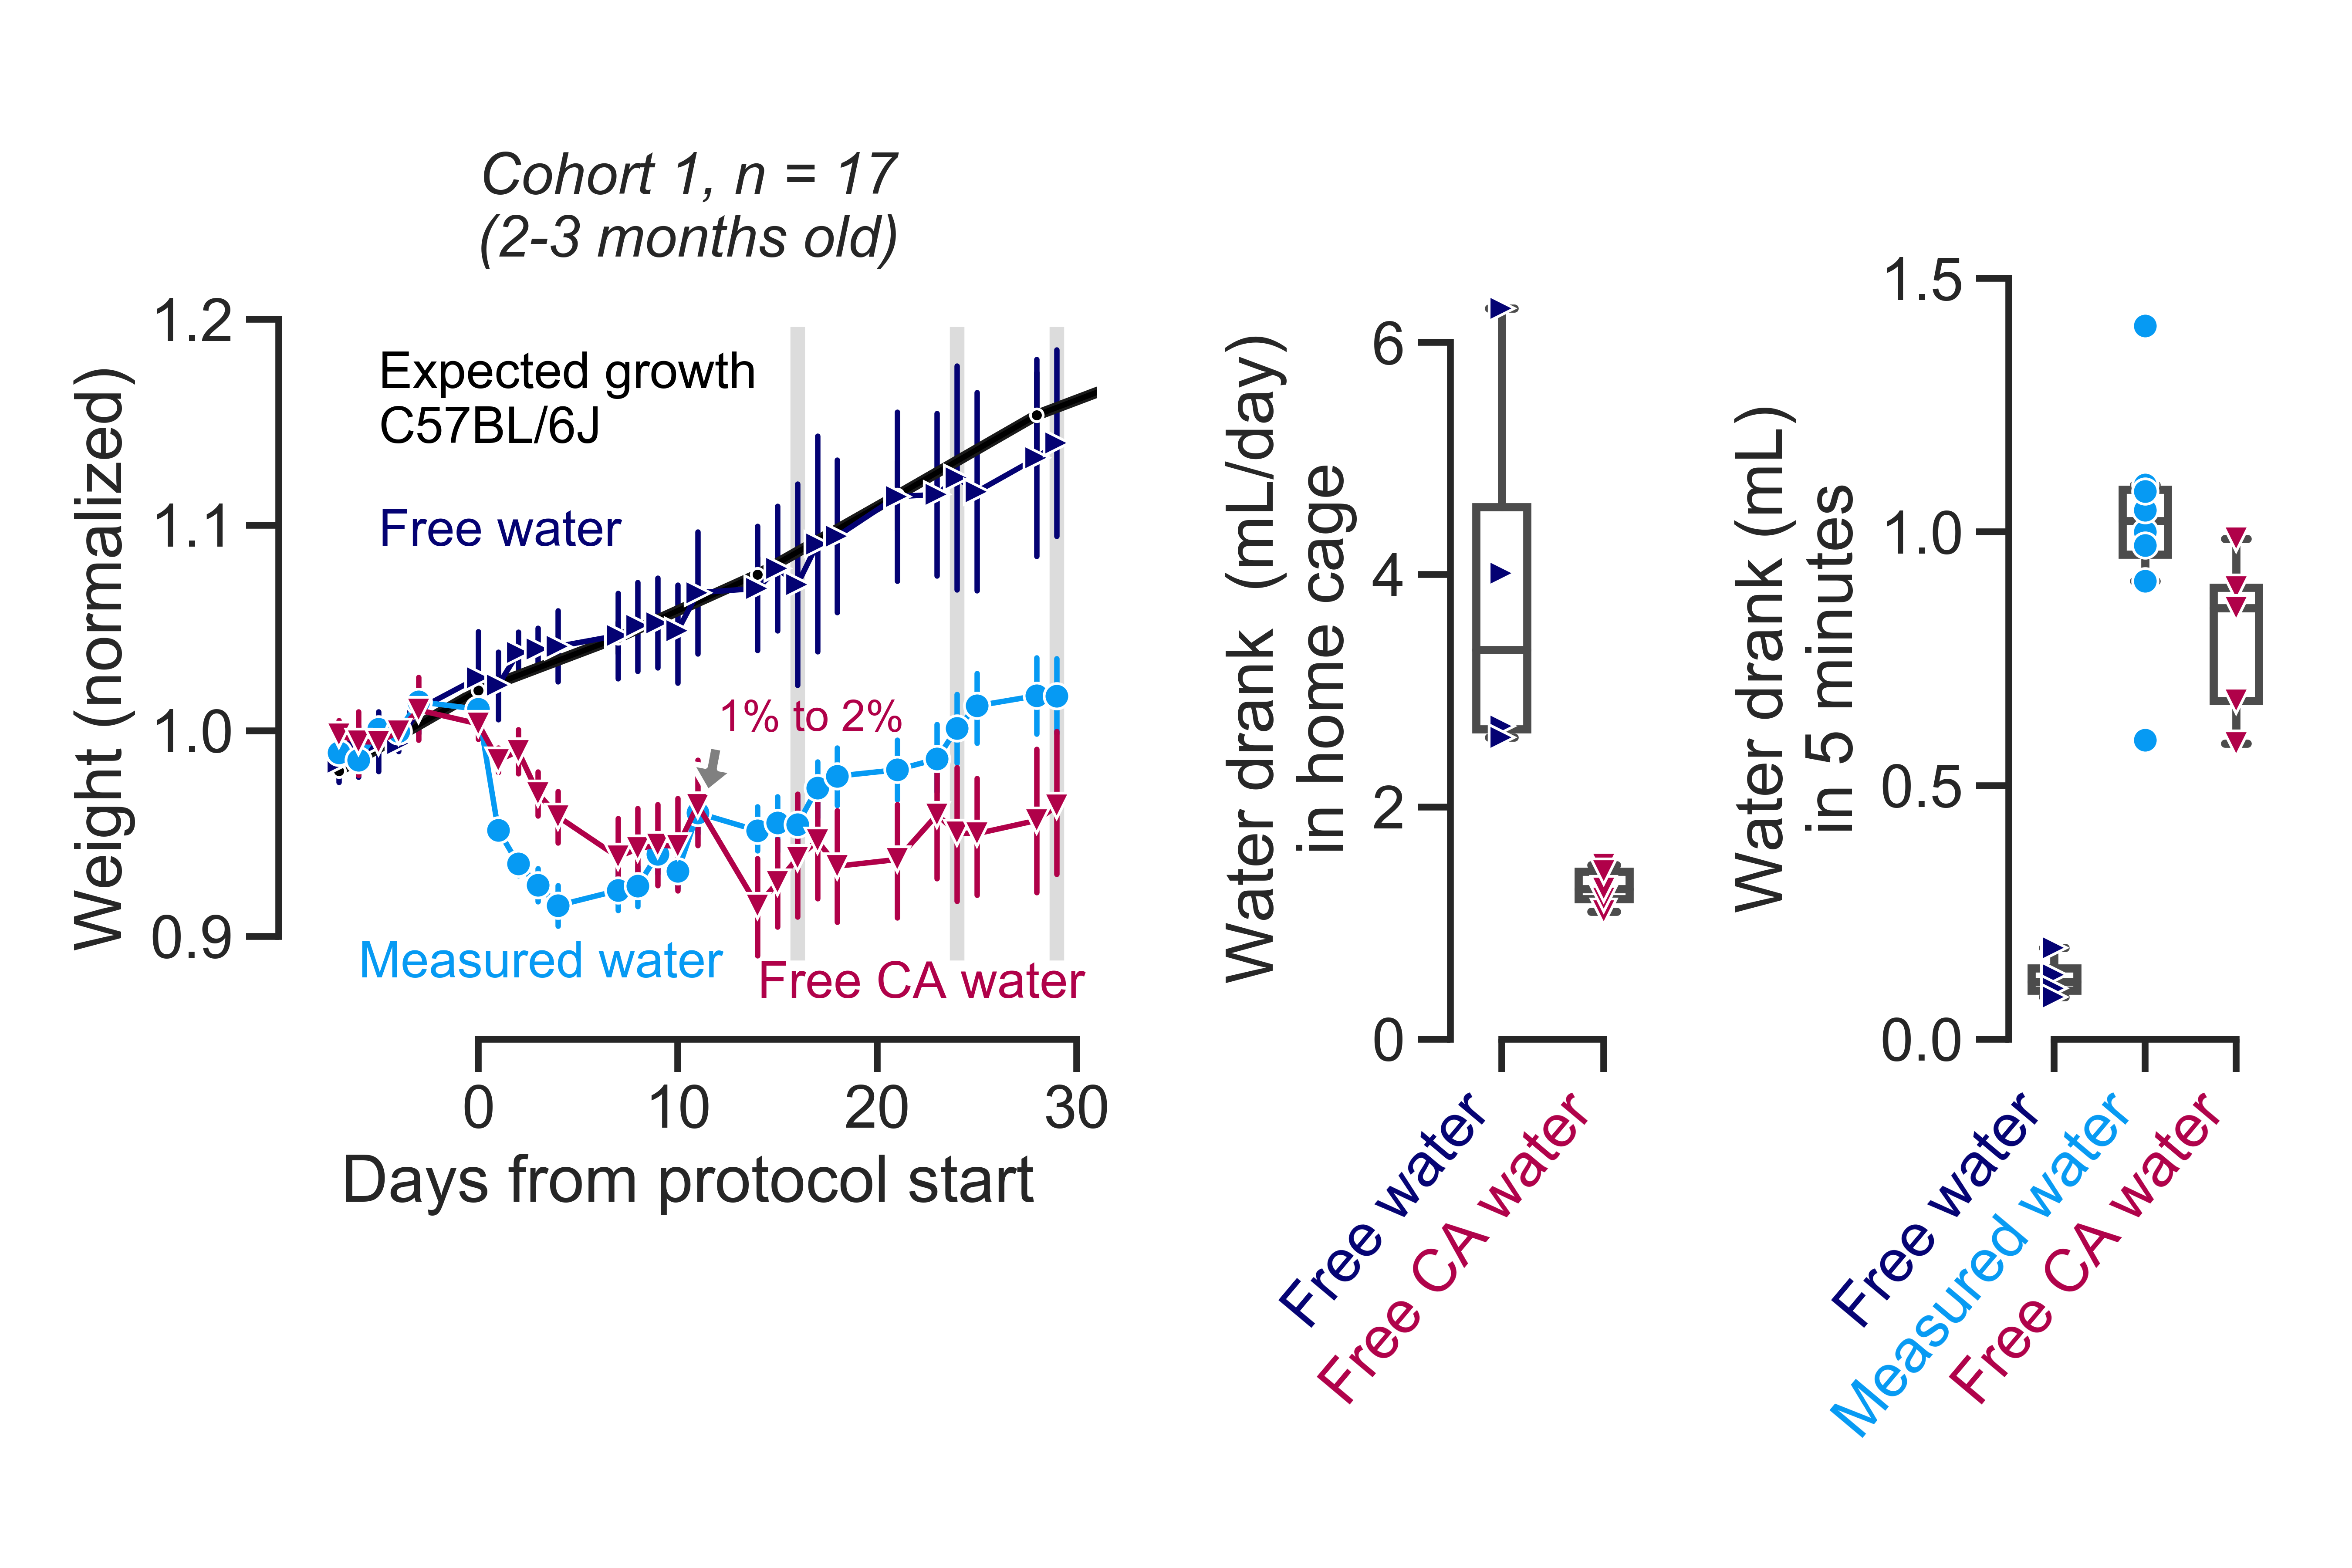 Cohort 1, n = 17
(2-3 months old)
Weight (normalized)
1.2
1.1
1.0
0.9
Expected growth
C57BL/6J
Free water
1% to 2%
Measured water
Free CA water
0
10
20
30
Days from protocol start
Water drank (mL/day)
in home cage
6
4
2
0
Free water
Free CA water
Water drank (mL)
in 5 minutes
1.5
1.0
0.5
0.0
Free water
Measured water
Free CA water